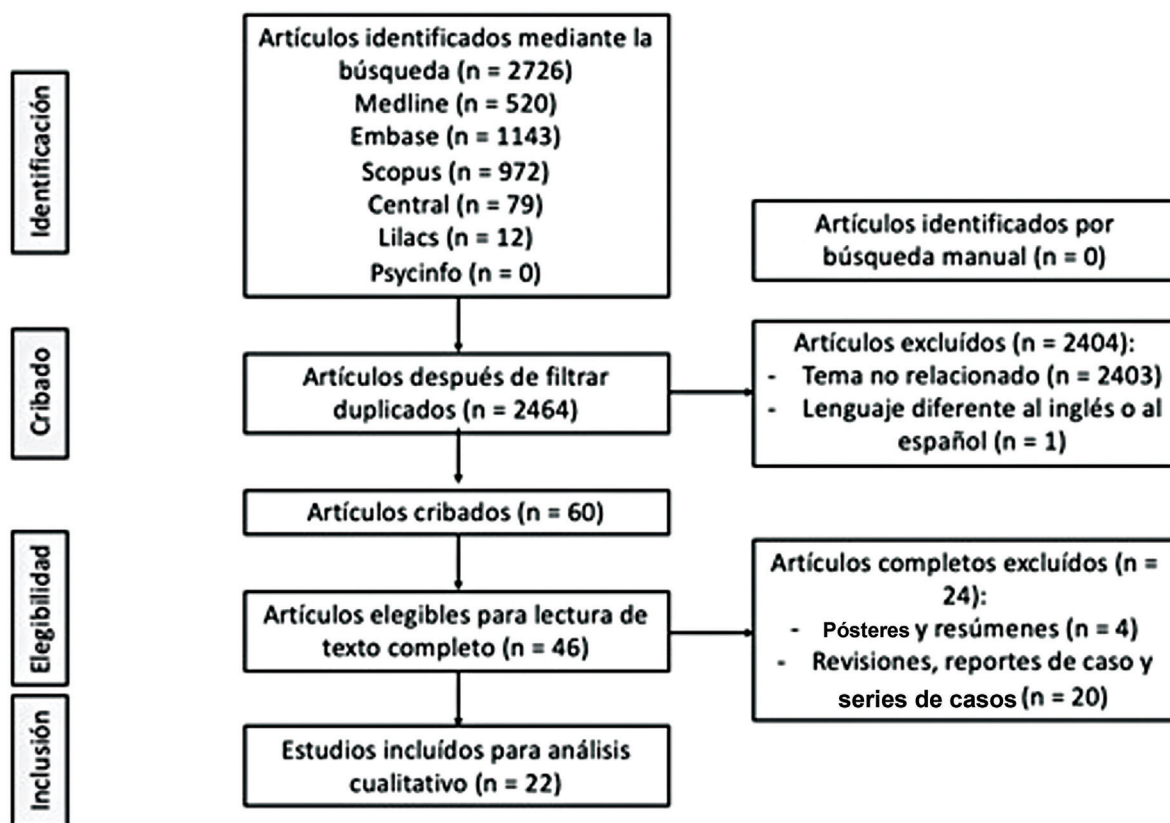 Identificación
Artículos identificados mediante la
búsqueda (n = 2726)
Medline (n = 520)
Embase (n = 1143)
Scopus (n = 972)
Central (n = 79)
Lilacs (n = 12)
Psycinfo (n = 0)
Artículos identificados por
búsqueda manual (n = 0)
Cribado
Artículos después de filtrar
duplicados (n = 2464)
Artículos excluídos (n = 2404):
- Tema no relacionado (n = 2403)
- Lenguaje diferente al inglés o al
español (n = 1)
Artículos cribados (n = 60)
Elegibilidad
Artículos elegibles para lectura de
texto completo (n = 46)
Artículos completos excluídos (n =
24):
- Pósteres y resúmenes (n = 4)
- Revisiones, reportes de caso y
series de casos (n = 20)
Inclusión
Estudios incluídos para análisis
cualitativo (n = 22)